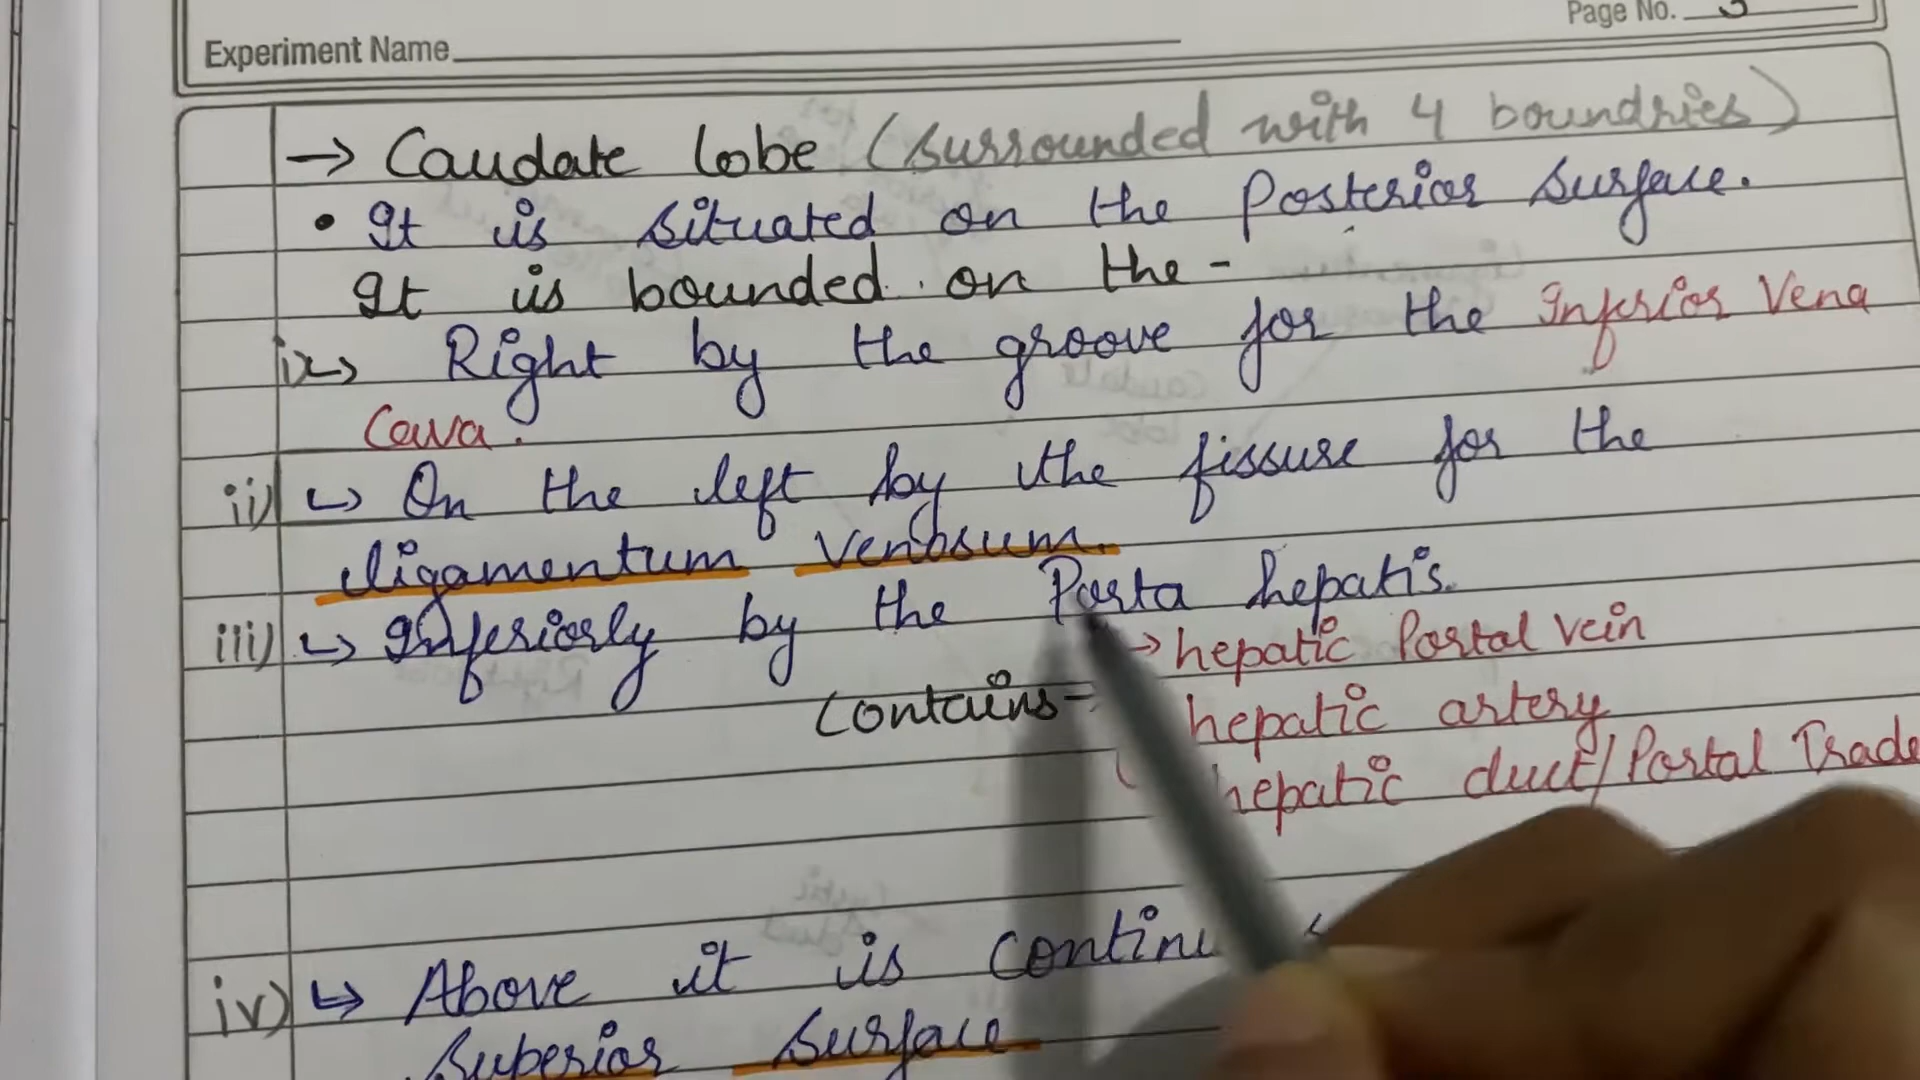 Page No.
Experiment Name
→ Caudate lobe (surrounded with 4 boundries)
• It is situated on the Posterior surface.
It is bounded on the -
Right by the groove for the Inferior Vena
Cava.
ii) ↳ On the left by the fissure for the
ligamentum venosum.
iii) ↳ Inferiorly by the Porta hepatis.
→ hepatic Portal vein
Contains → hepatic artery
hepatic duct/Portal Trade
iv) ↳ Above it is
Superior surface